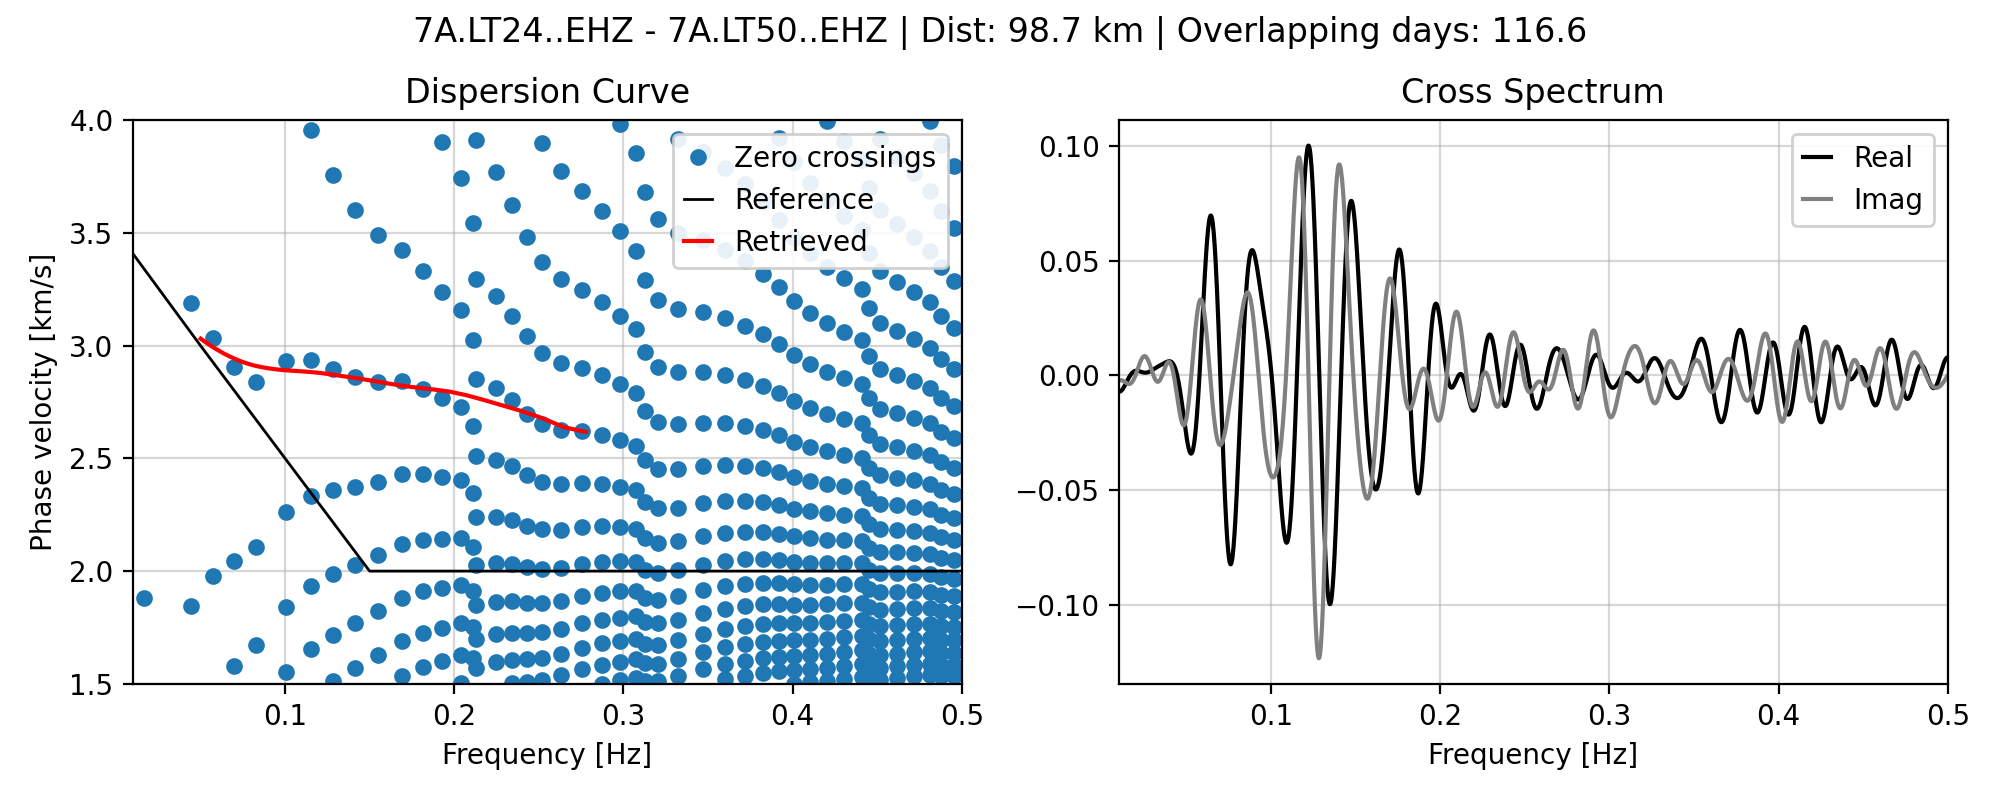 7A.LT24..EHZ - 7A.LT50..EHZ | Dist: 98.7 km | Overlapping days: 116.6
Dispersion Curve
4.0
3.5
3.0
2.5
2.0
1.5
Phase velocity [km/s]
0.1
0.2
0.3
0.4
0.5
Frequency [Hz]
Zero crossings
Reference
Retrieved
Cross Spectrum
0.10
0.05
0.00
−0.05
−0.10
0.1
0.2
0.3
0.4
0.5
Frequency [Hz]
Real
Imag